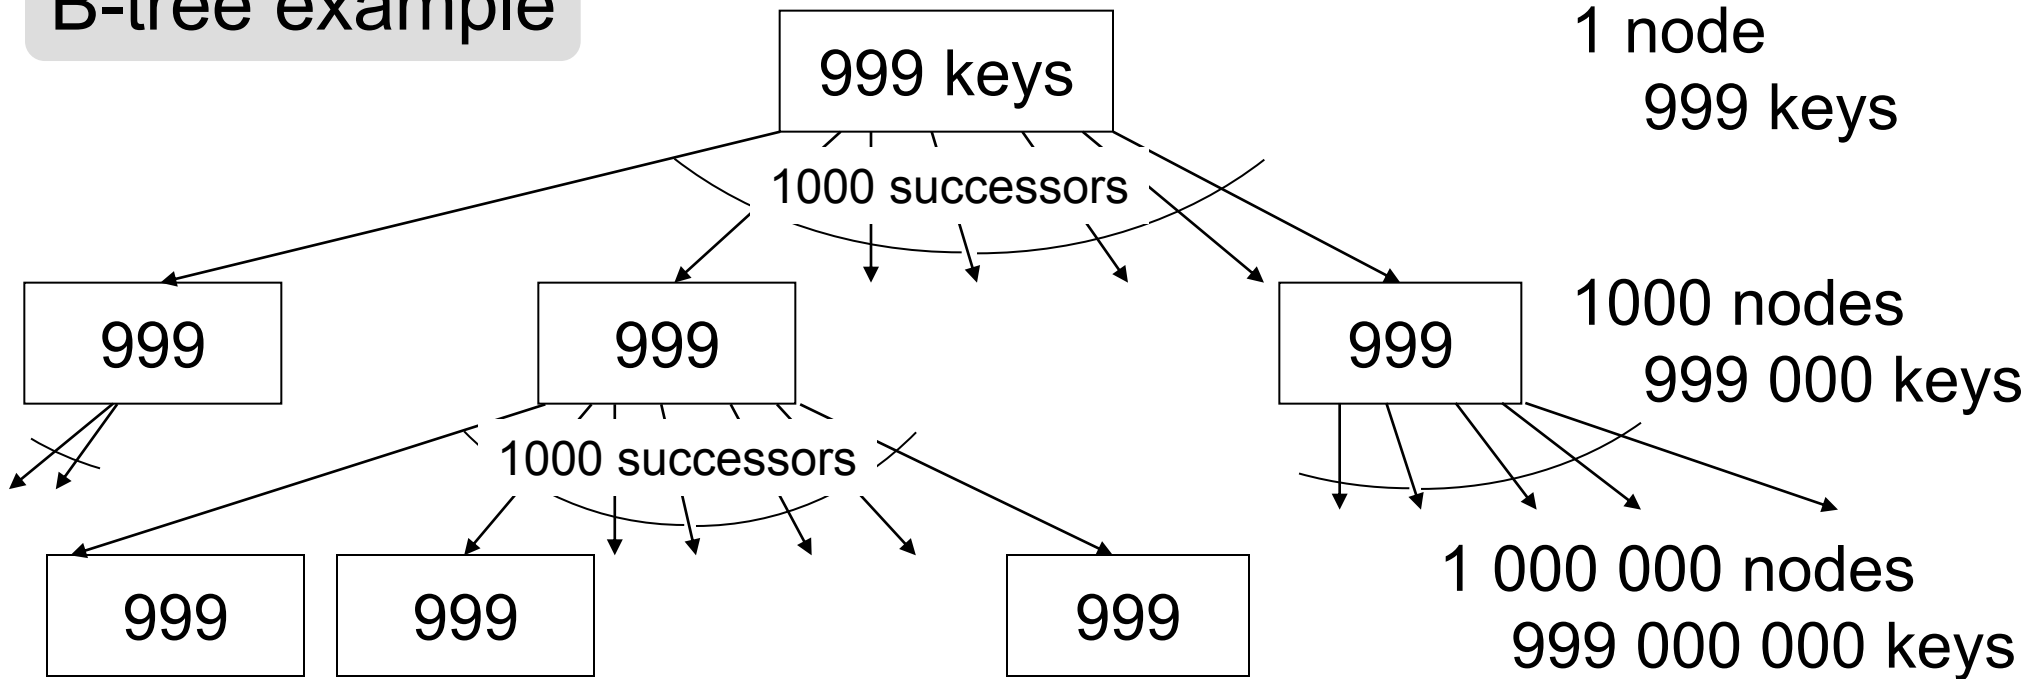 B-tree example
999 keys
1 node
999 keys
1000 successors
999
999
999
1000 nodes
999 000 keys
1000 successors
999
999
999
1 000 000 nodes
999 000 000 keys